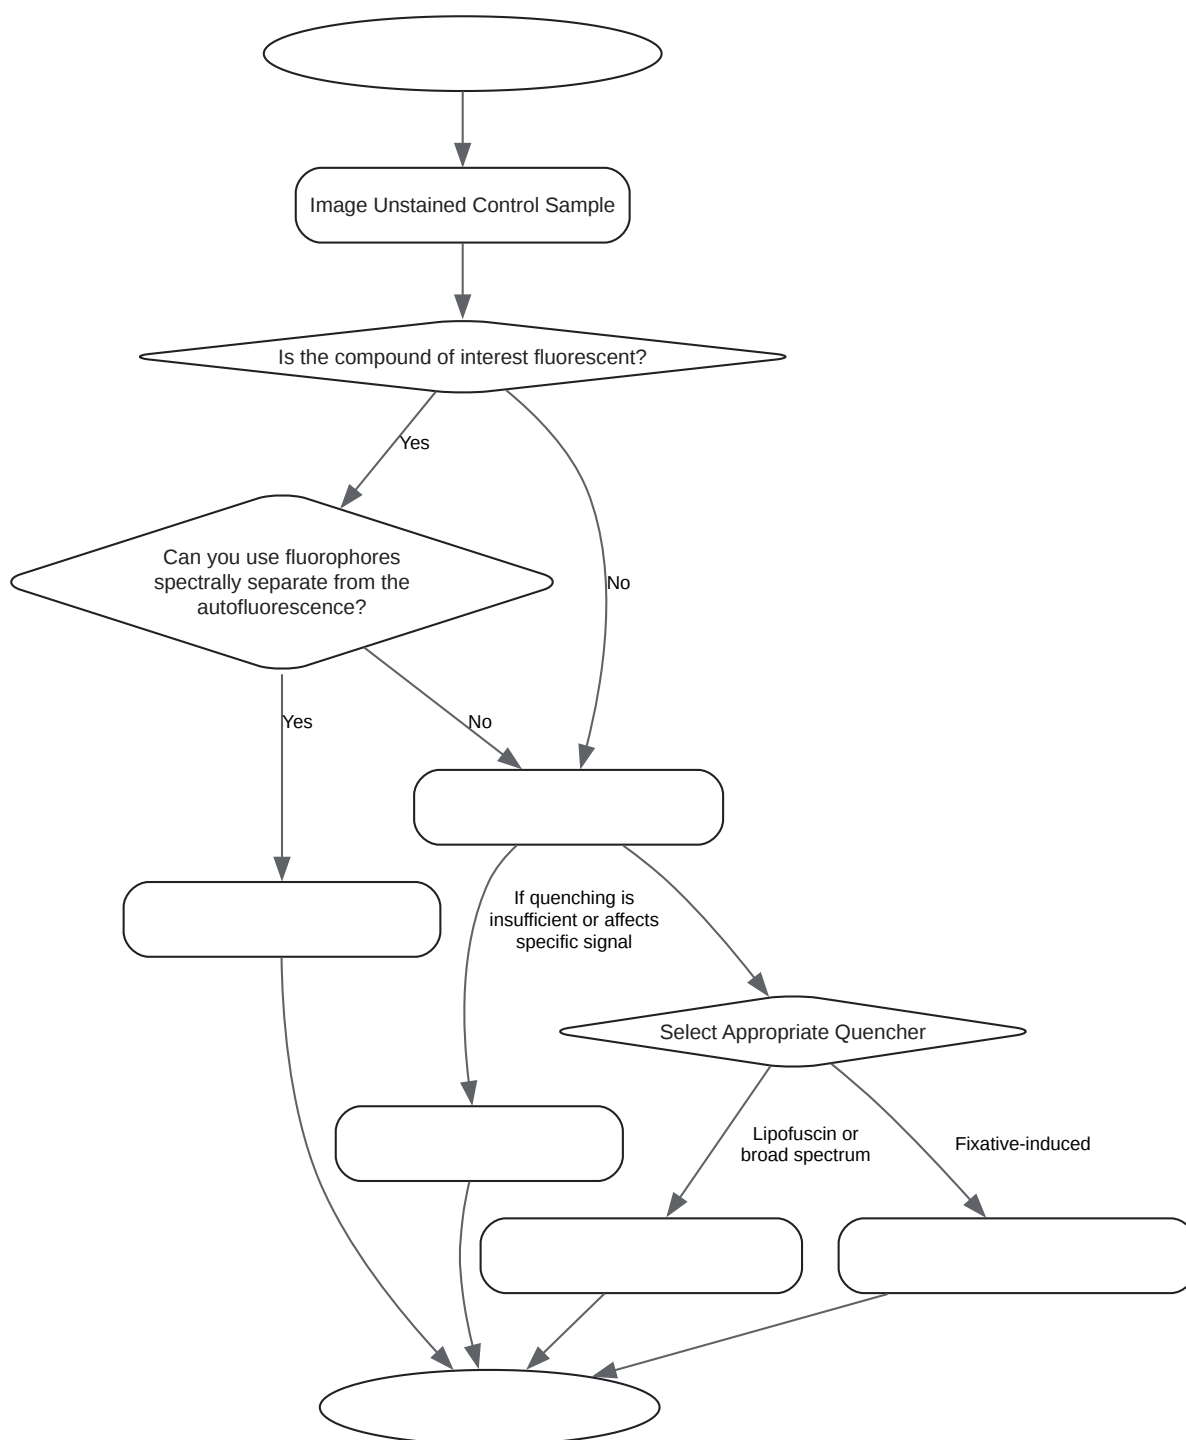 Image Unstained Control Sample
Is the compound of interest fluorescent?
Yes
Can you use fluorophores
spectrally separate from the
autofluorescence?
No
Yes
No
If quenching is
insufficient or affects
specific signal
Select Appropriate Quencher
Lipofuscin or
broad spectrum
Fixative-induced